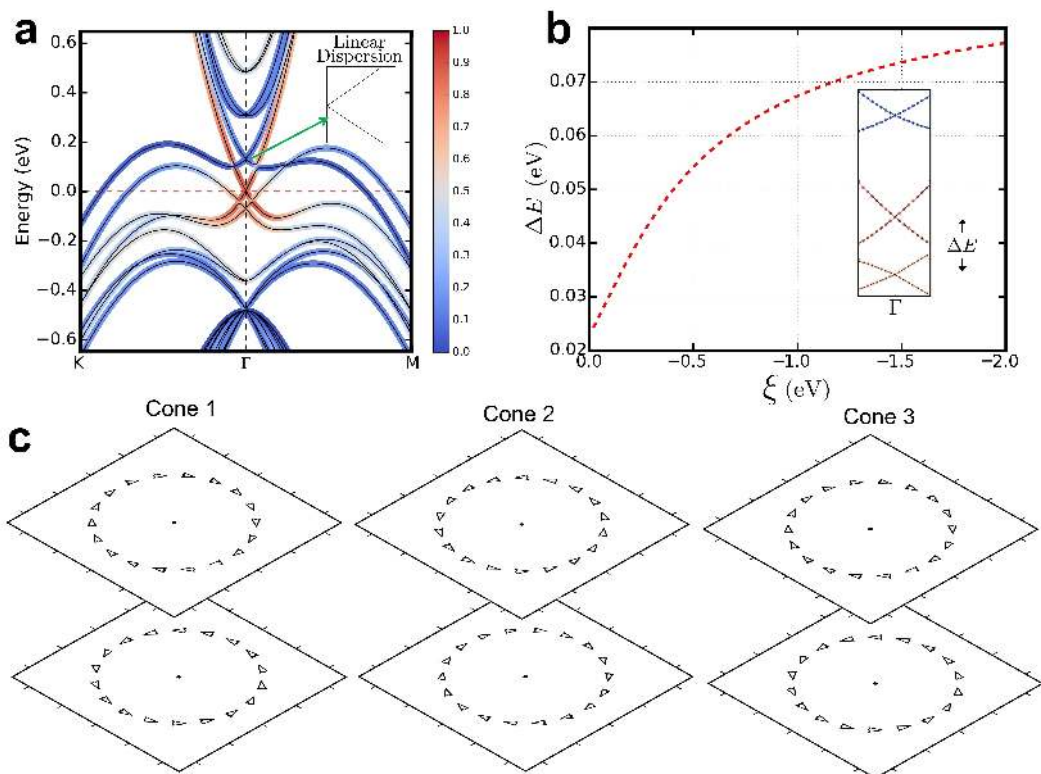 a
Linear
Dispersion
Energy (eV)
0.6
0.4
0.2
0.0
−0.2
−0.4
−0.6
K
Γ
M
1.0
0.9
0.8
0.7
0.6
0.5
0.4
0.3
0.2
0.1
0.0
b
ΔE (eV)
0.08
0.07
0.06
0.05
0.04
0.03
0.02
0.0
−0.5
−1.0
−1.5
−2.0
ξ (eV)
ΔE
Γ
c
Cone 1
Cone 2
Cone 3